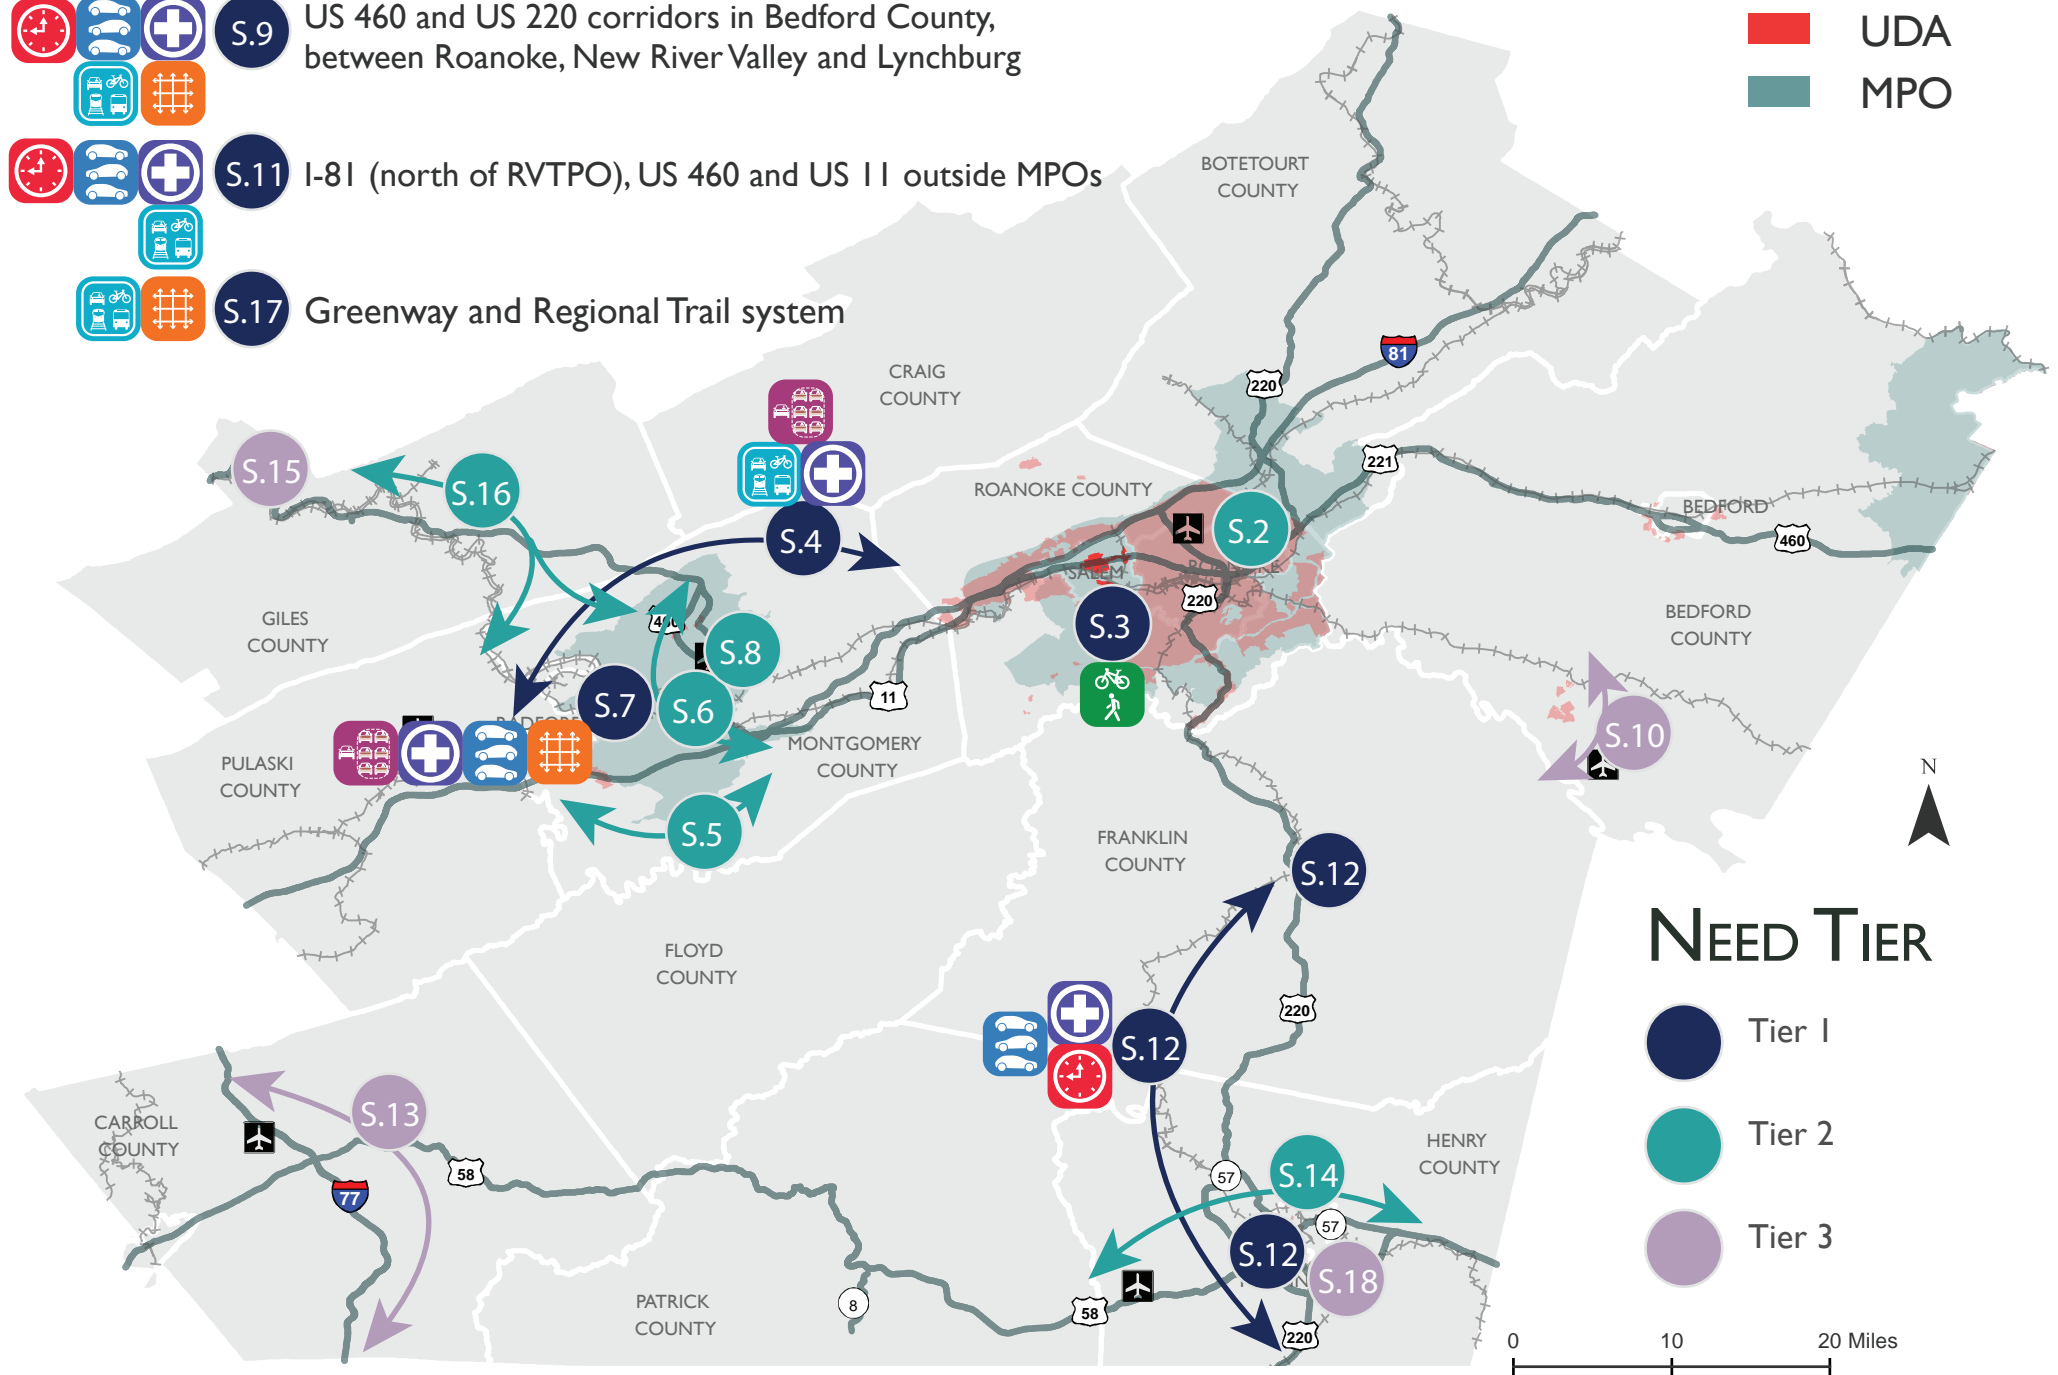 S.9 US 460 and US 220 corridors in Bedford County,
between Roanoke, New River Valley and Lynchburg
S.11 I-81 (north of RVTPO), US 460 and US 11 outside MPOs
S.17 Greenway and Regional Trail system
UDA
MPO
BOTETOURT
COUNTY
CRAIG
COUNTY
81
220
S.15
S.16
221
ROANOKE COUNTY
BEDFORD
S.4
S.2
460
SALEM
ROANOKE
220
GILES
COUNTY
460
S.3
BEDFORD
COUNTY
S.8
S.7
S.6
11
RADFORD
S.10
PULASKI
COUNTY
MONTGOMERY
COUNTY
N
S.5
FRANKLIN
COUNTY
S.12
NEED TIER
FLOYD
COUNTY
220
Tier 1
S.12
S.13
CARROLL
COUNTY
Tier 2
HENRY
COUNTY
58
57
S.14
77
57
Tier 3
S.12
S.18
PATRICK
COUNTY
8
58
220
0 10 20 Miles